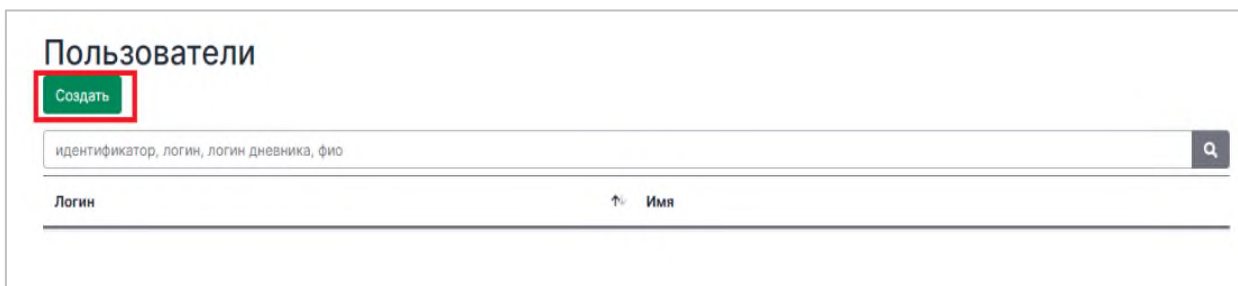 Пользователи
Создать
идентификатор, логин, логин дневника, фио
Логин Имя